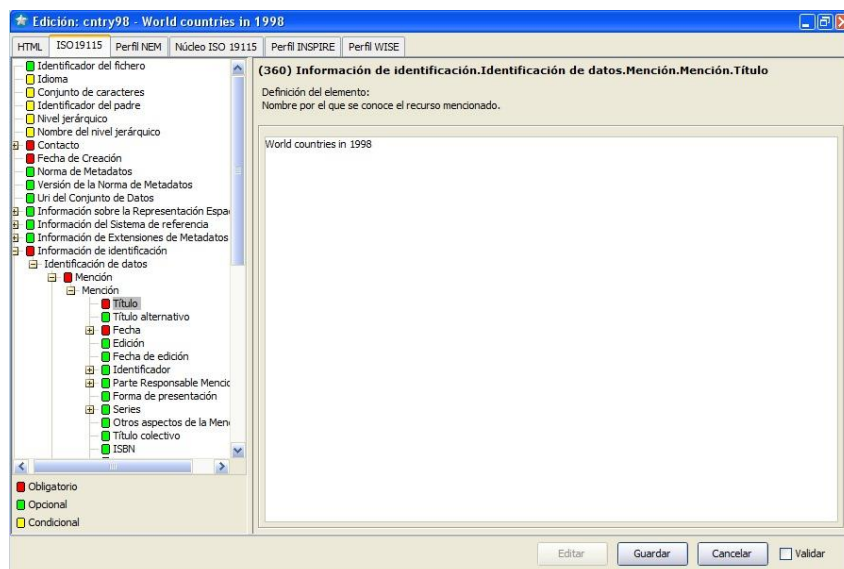 Edición: cntry98 - World countries in 1998
HTML ISO19115 Perfil NEM Núcleo ISO 19115 Perfil INSPIRE Perfil WISE
Identificador del fichero
Idioma
Conjunto de caracteres
Identificador del padre
Nivel jerárquico
Nombre del nivel jerárquico
Contacto
Fecha de Creación
Norma de Metadatos
Versión de la Norma de Metadatos
Uri del Conjunto de Datos
Información sobre la Representación Espa
Información del Sistema de referencia
Información de Extensiones de Metadatos
Información de identificación
Identificación de datos
Mención
Mención
Título
Título alternativo
Fecha
Edición
Fecha de edición
Identificador
Parte Responsable Mencio
Forma de presentación
Series
Otros aspectos de la Men
Título colectivo
ISBN
Obligatorio
Opcional
Condicional
(360) Información de identificación.Identificación de datos.Mención.Mención.Título
Definición del elemento:
Nombre por el que se conoce el recurso mencionado.
World countries in 1998
Editar Guardar Cancelar Validar